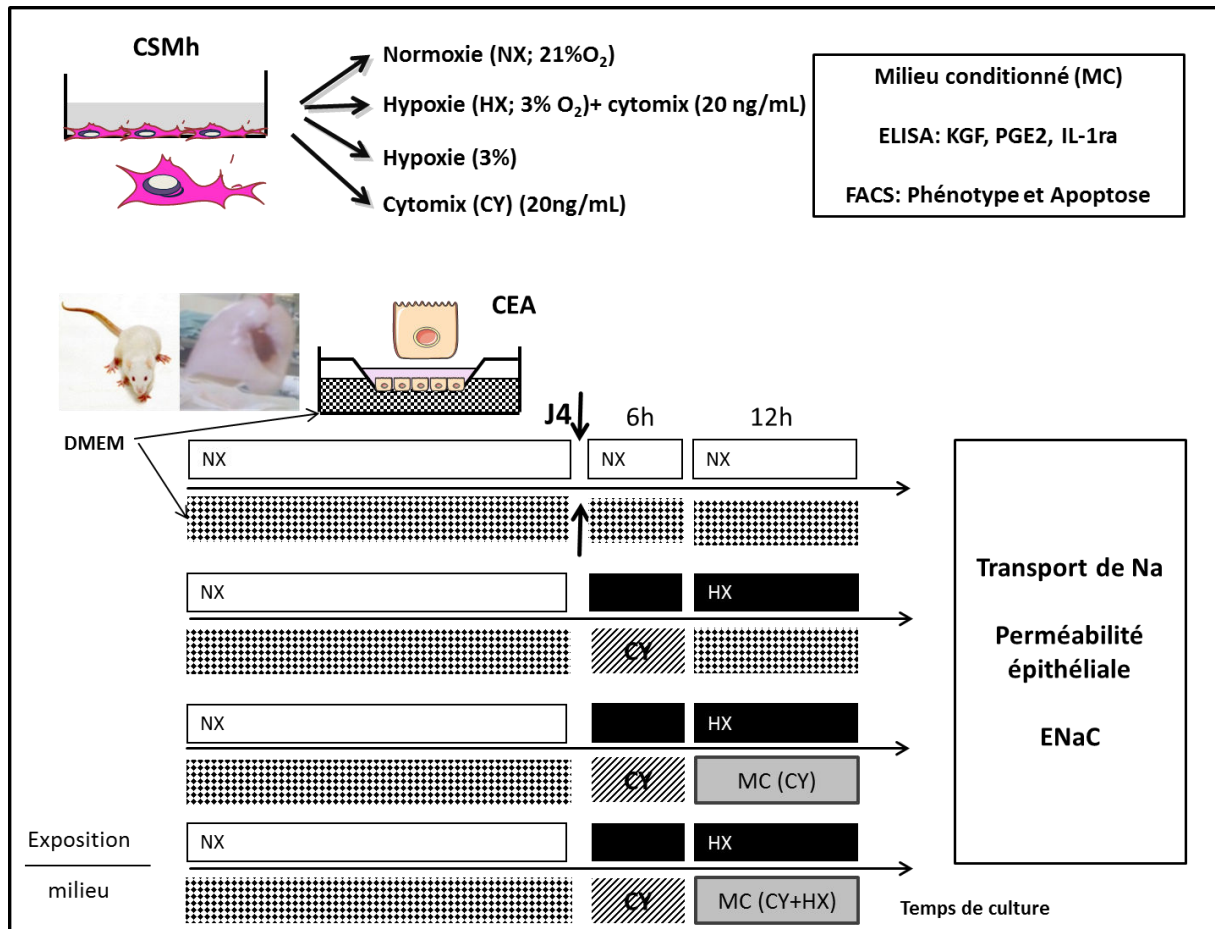 CSMh
Normoxie (NX; 21%O₂)
Hypoxie (HX; 3% O₂)+ cytomix (20 ng/mL)
Hypoxie (3%)
Cytomix (CY) (20ng/mL)
Milieu conditionné (MC)
ELISA: KGF, PGE2, IL-1ra
FACS: Phénotype et Apoptose
CEA
DMEM
J4
6h
12h
NX
NX
NX
NX
HX
CY
NX
HX
CY
MC (CY)
Exposition
milieu
NX
HX
CY
MC (CY+HX)
Transport de Na
Perméabilité
épithéliale
ENaC
Temps de culture